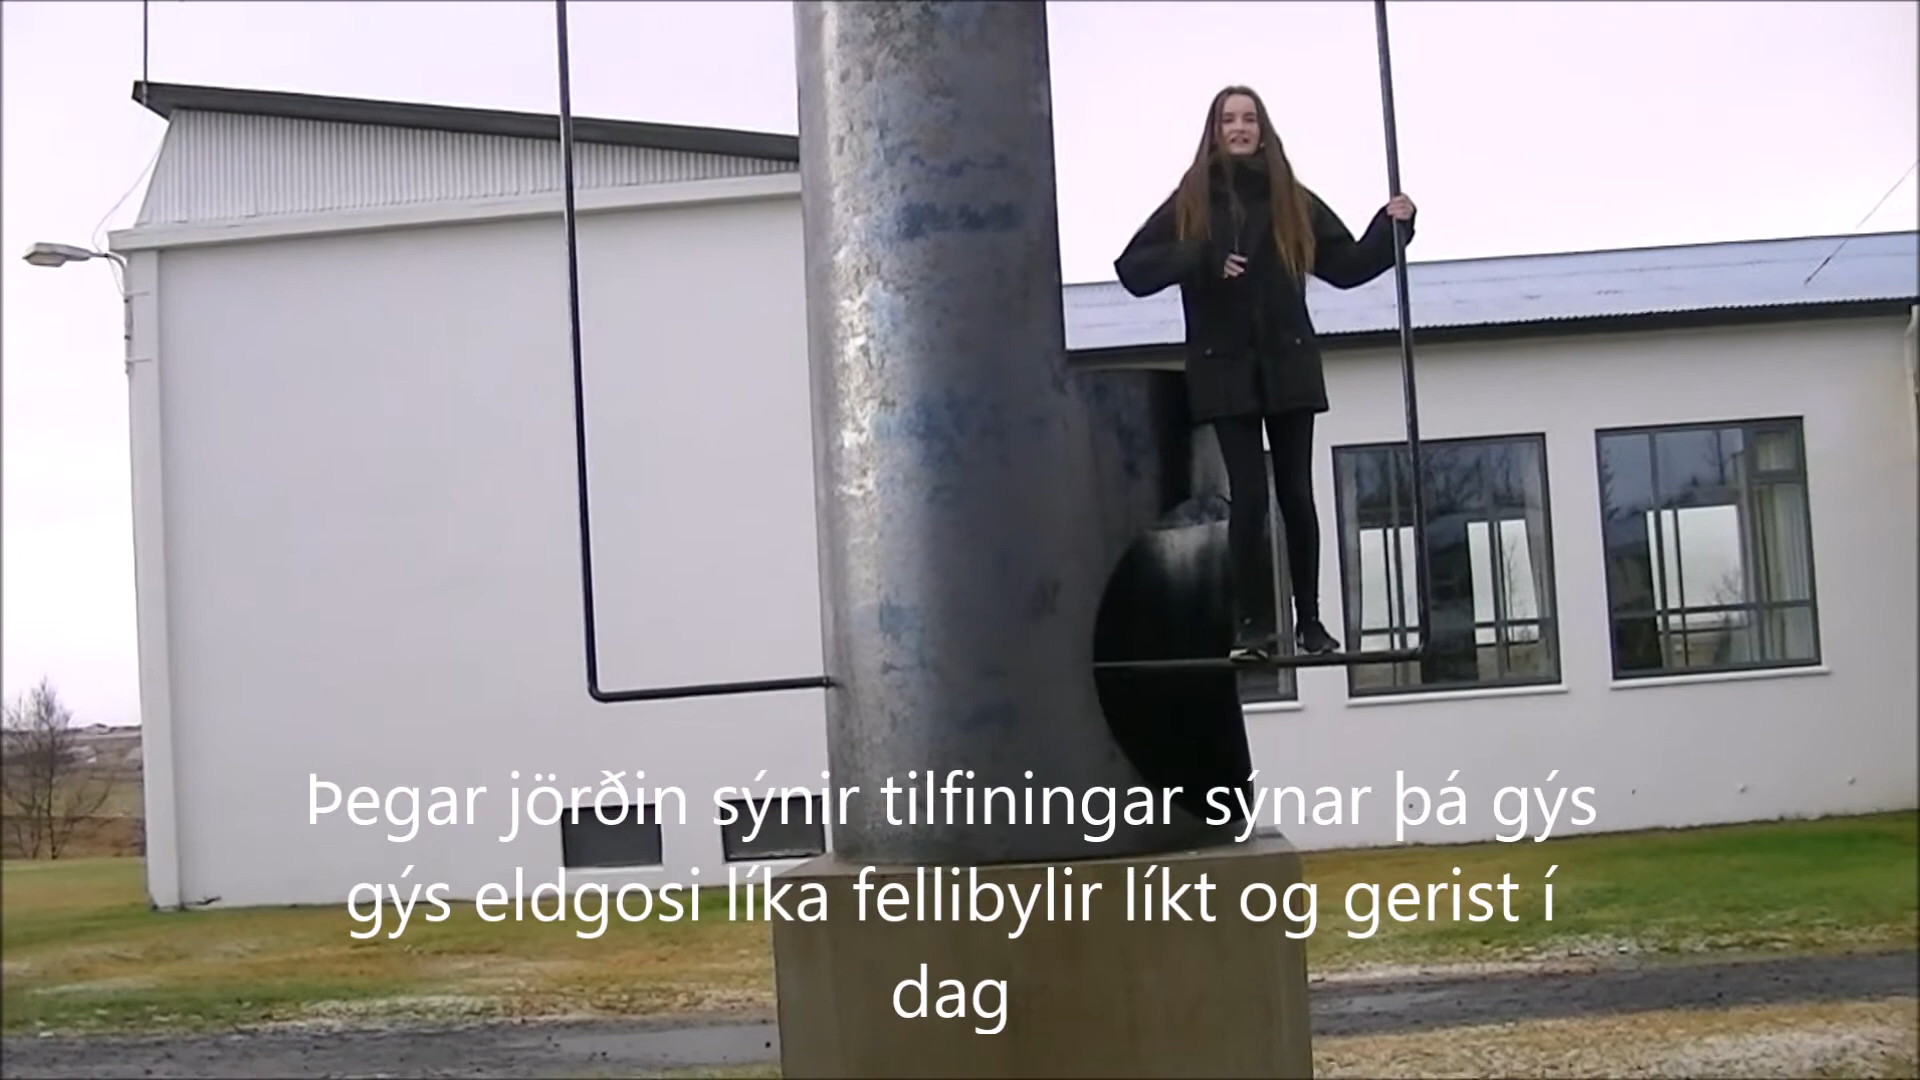 Þegar jörðin sýnir tilfiningar sýnar þá gýs
gýs eldgosi líka fellibylir líkt og gerist í
dag